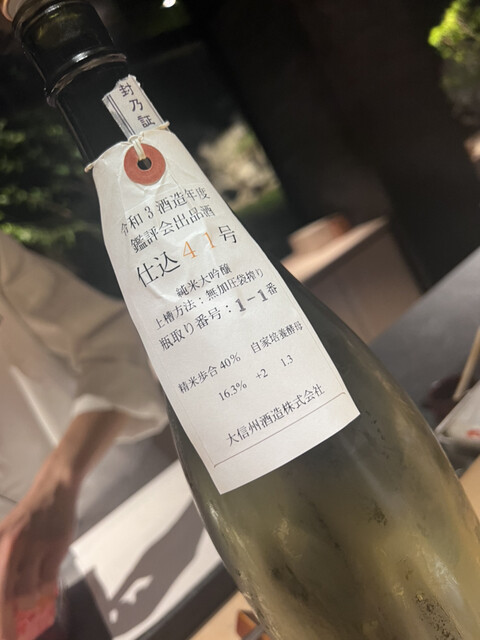 封乃証
令和3酒造年度
鑑評会出品酒
仕込41号
純米大吟醸
上槽方法:無加圧袋搾り
瓶取り番号:1-1番
精米歩合40% 自家培養酵母
16.3% +2 1.3
大信州酒造株式会社